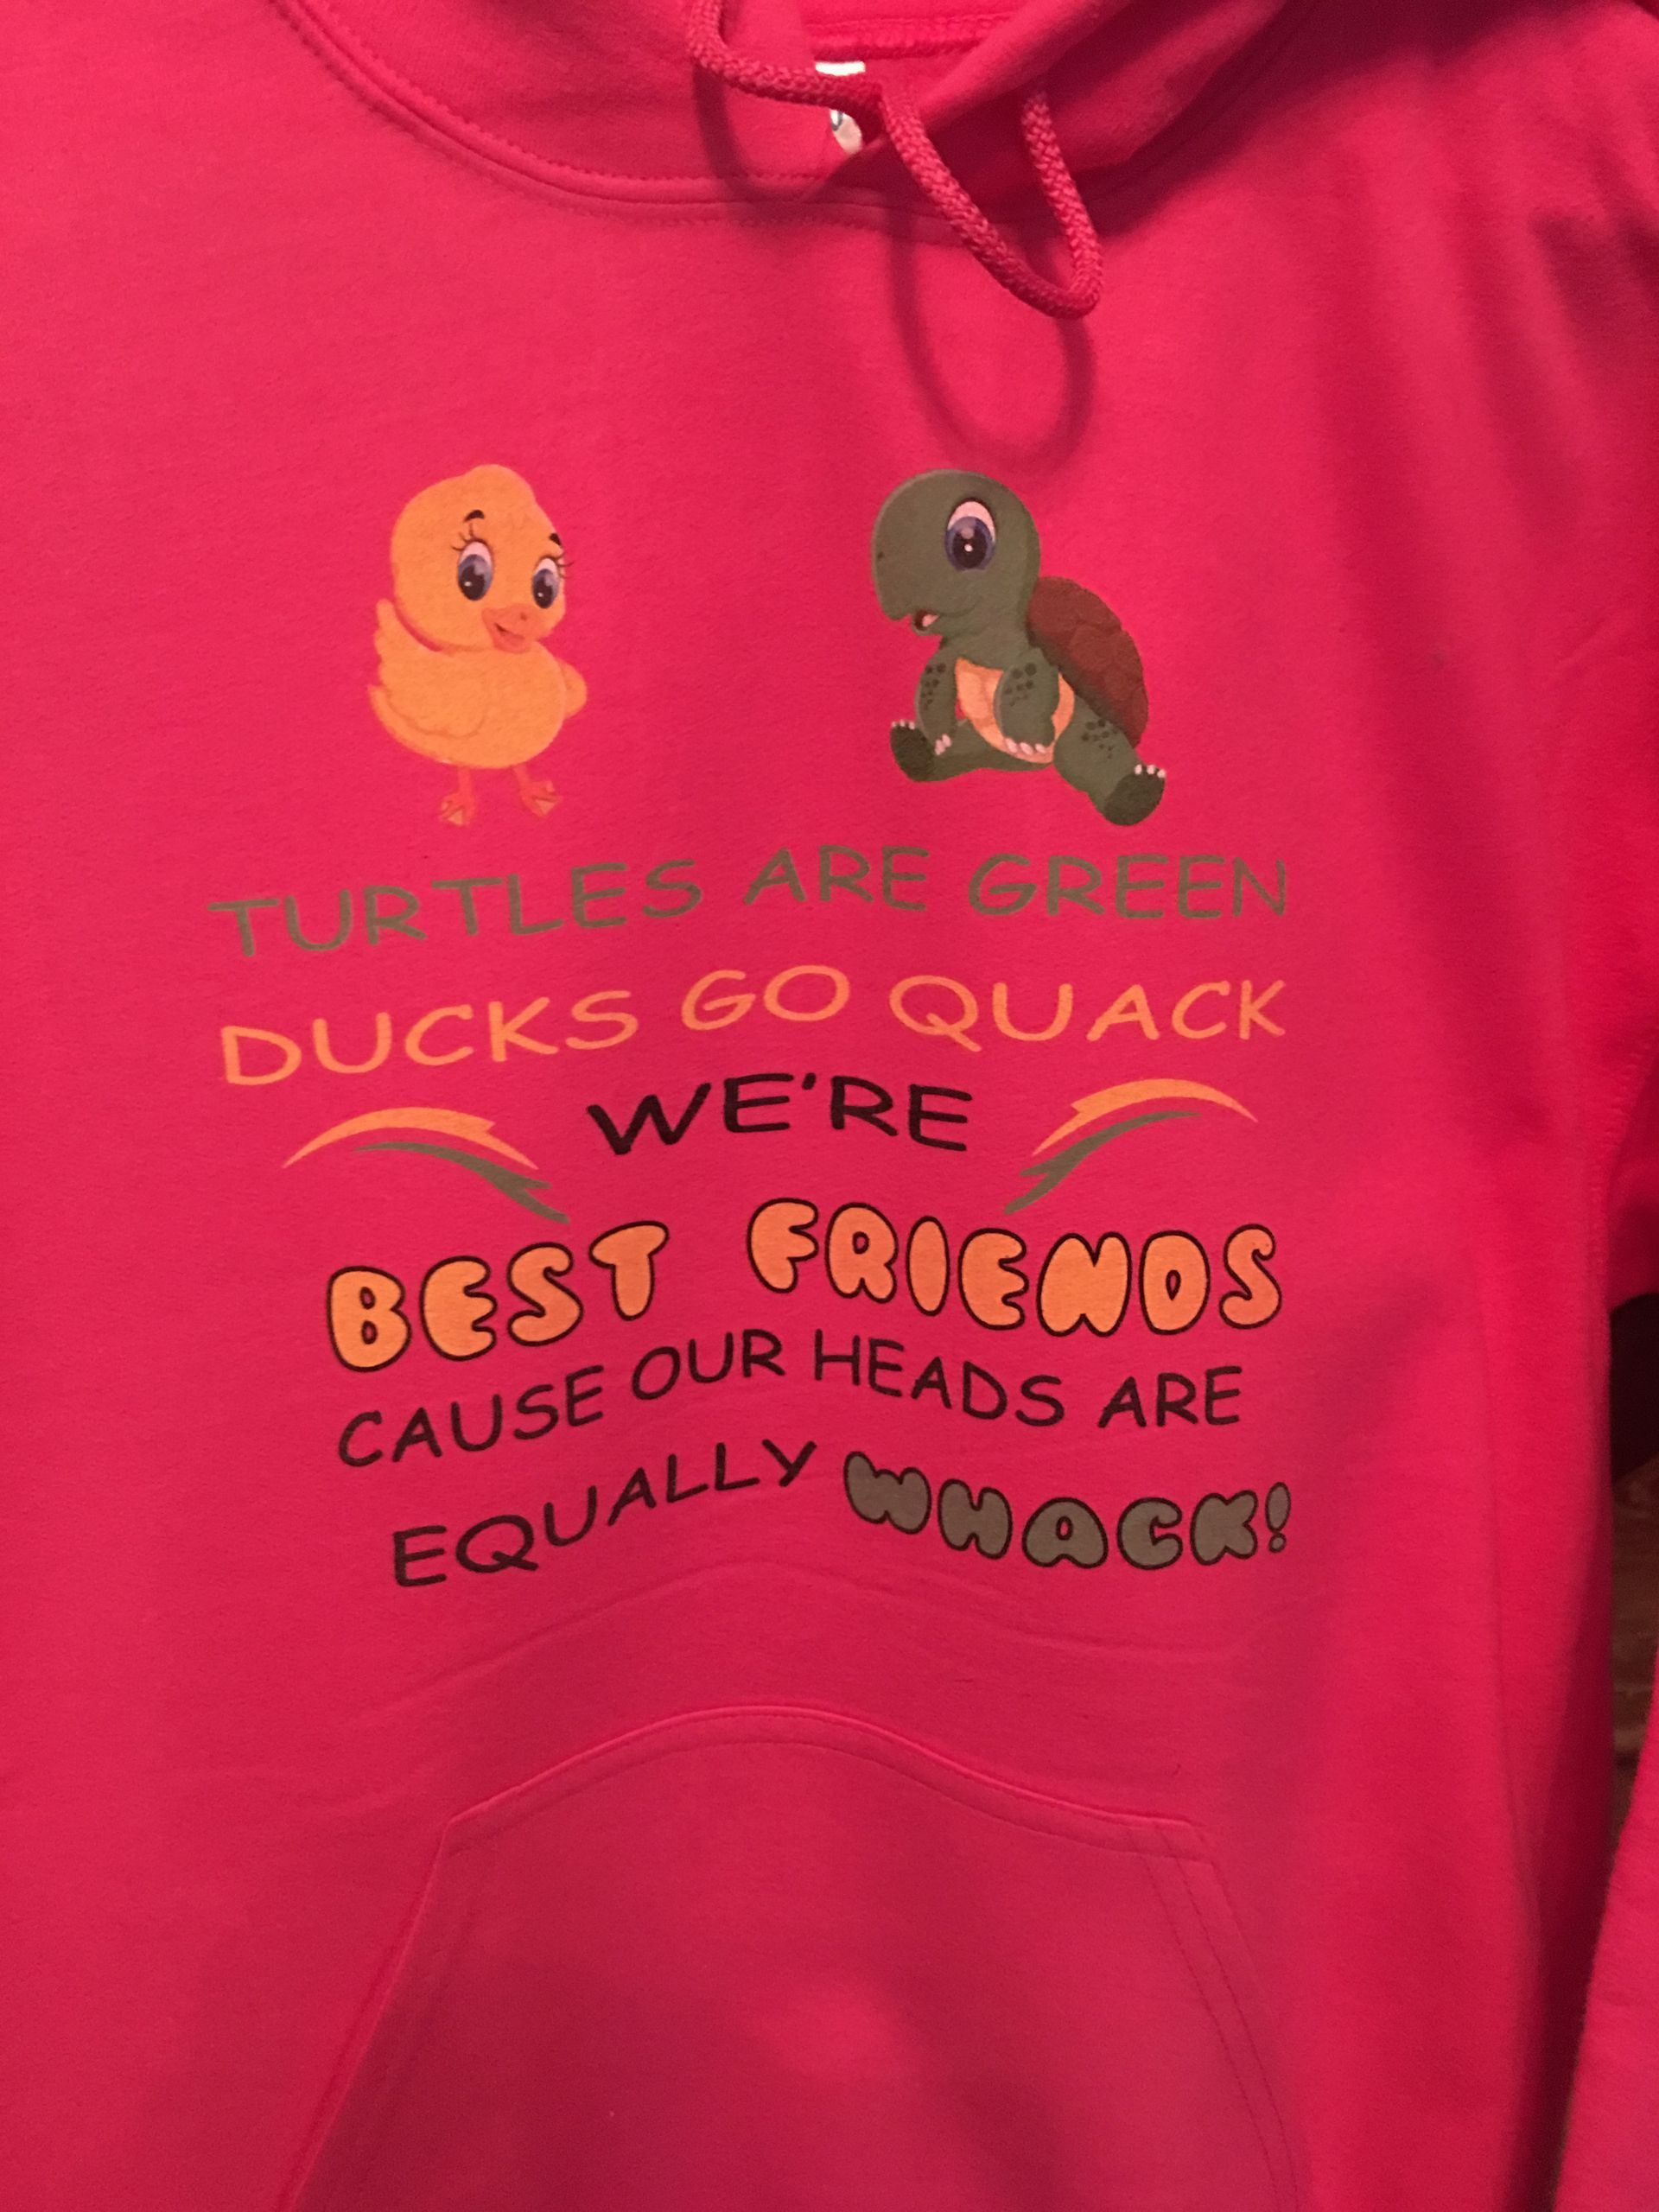 TURTLES ARE GREEN
DUCKS GO QUACK
WE'RE
BEST FRIENDS
CAUSE OUR HEADS ARE
EQUALLY WHACK!